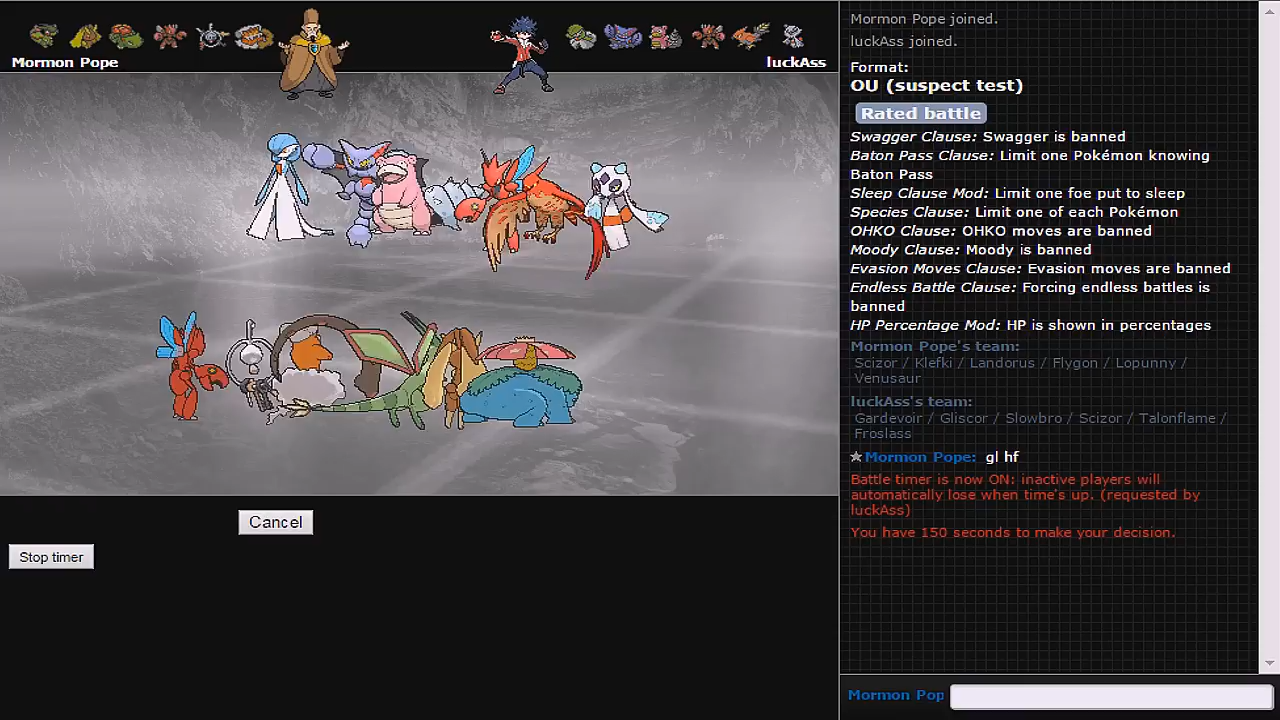 Mormon Pope
luckAss
Cancel
Stop timer
Mormon Pope joined.
luckAss joined.
Format:
OU (suspect test)
Rated battle
Swagger Clause: Swagger is banned
Baton Pass Clause: Limit one Pokémon knowing
Baton Pass
Sleep Clause Mod: Limit one foe put to sleep
Species Clause: Limit one of each Pokémon
OHKO Clause: OHKO moves are banned
Moody Clause: Moody is banned
Evasion Moves Clause: Evasion moves are banned
Endless Battle Clause: Forcing endless battles is
banned
HP Percentage Mod: HP is shown in percentages
Mormon Pope's team:
Scizor / Klefki / Landorus / Flygon / Lopunny /
Venusaur
luckAss's team:
Gardevoir / Gliscor / Slowbro / Scizor / Talonflame /
Froslass
☆Mormon Pope: gl hf
Battle timer is now ON: inactive players will
automatically lose when time's up. (requested by
luckAss)
You have 150 seconds to make your decision.
Mormon Pop